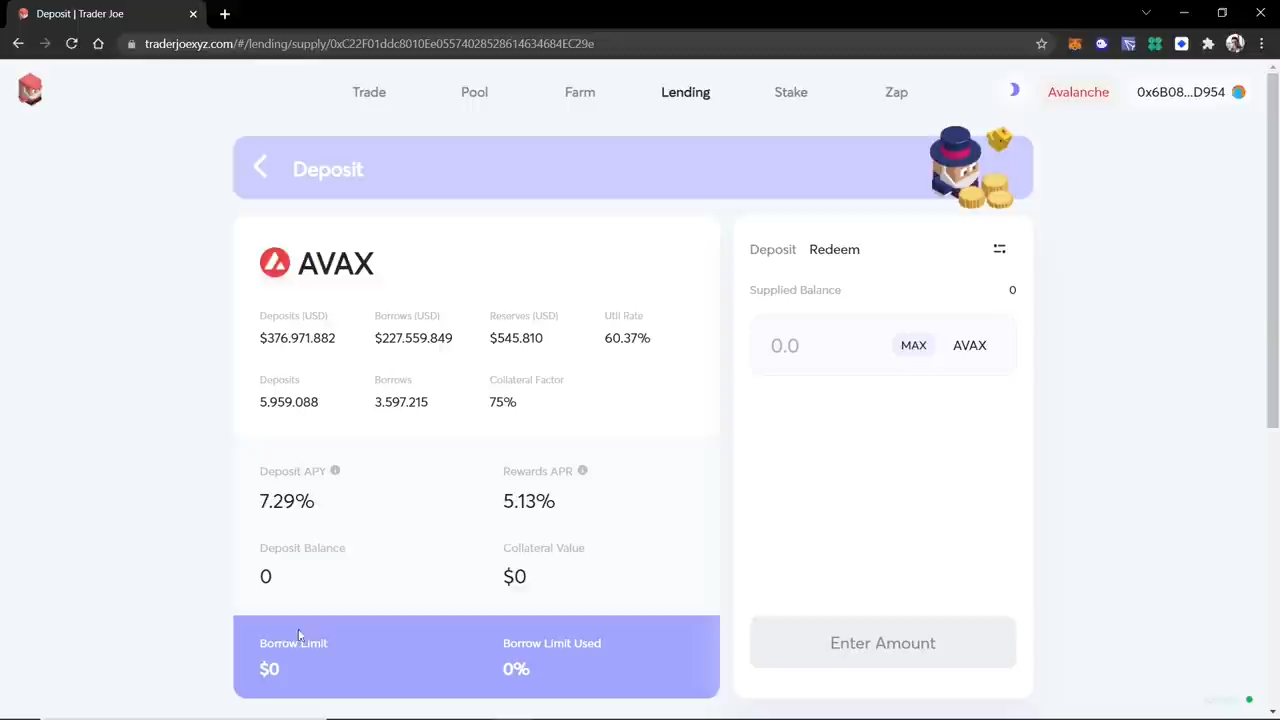 Deposit | Trader Joe
traderjoexyz.com/#/lending/supply/0xC22F01ddc8010Ee05574028528614634684EC29e
Trade Pool Farm Lending Stake Zap Avalanche 0x6B08...D954
Deposit
AVAX
Deposits (USD) Borrows (USD) Reserves (USD) Util Rate
$376.971.882 $227.559.849 $545.810 60.37%
Deposits Borrows Collateral Factor
5.959.088 3.597.215 75%
Deposit APY Rewards APR
7.29% 5.13%
Deposit Balance Collateral Value
0 $0
Borrow Limit Borrow Limit Used
$0 0%
Deposit Redeem
Supplied Balance 0
0.0 MAX AVAX
Enter Amount